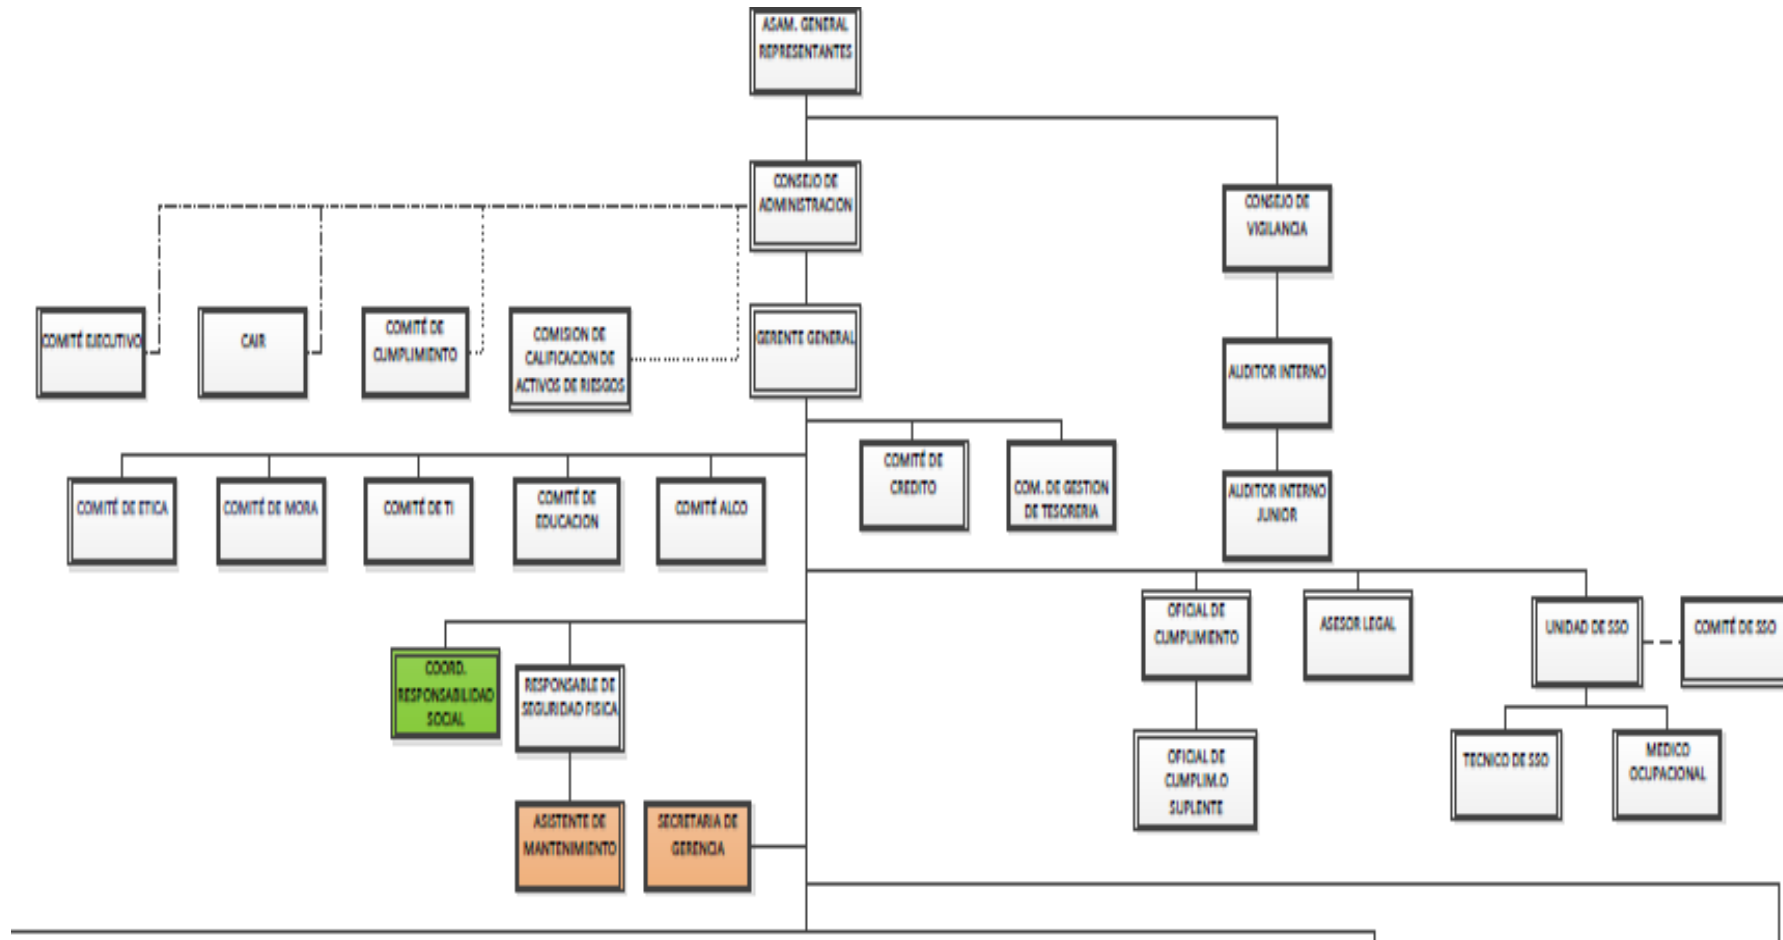 ASAM. GENERAL
REPRESENTANTES
CONSEJO DE
ADMINISTRACION
CONSEJO DE
VIGILANCIA
COMITÉ EJECUTIVO
CAIR
COMITÉ DE
CUMPLIMIENTO
COMISION DE
CALIFICACION DE
ACTIVOS DE RIESGOS
GERENTE GENERAL
AUDITOR INTERNO
COMITÉ DE
CREDITO
COM. DE GESTION
DE TESORERIA
AUDITOR INTERNO
JUNIOR
COMITÉ DE ETICA
COMITÉ DE MORA
COMITÉ DE TI
COMITÉ DE
EDUCACION
COMITÉ ALCO
OFICIAL DE
CUMPLIMIENTO
ASESOR LEGAL
UNIDAD DE SSO
COMITÉ DE SSO
COORD.
RESPONSABILIDAD
SOCIAL
RESPONSABLE DE
SEGURIDAD FISICA
OFICIAL DE
CUMPLIM.O
SUPLENTE
TECNICO DE SSO
MEDICO
OCUPACIONAL
ASISTENTE DE
MANTENIMIENTO
SECRETARIA DE
GERENCIA